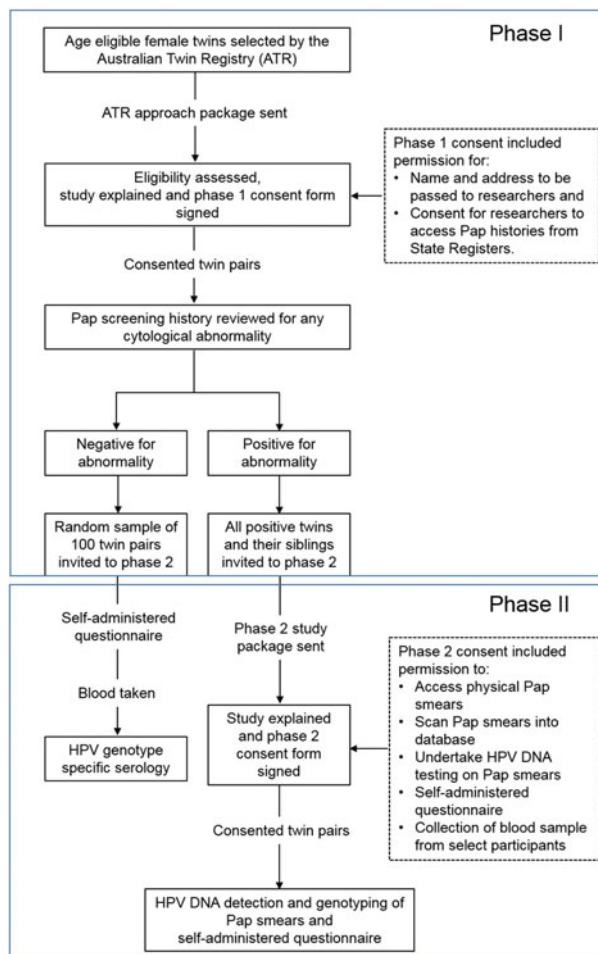 Phase I
Age eligible female twins selected by the
Australian Twin Registry (ATR)
ATR approach package sent
Eligibility assessed,
study explained and phase 1 consent form
signed
Phase 1 consent included
permission for:
• Name and address to be
passed to researchers and
• Consent for researchers to
access Pap histories from
State Registers.
Consented twin pairs
Pap screening history reviewed for any
cytological abnormality
Negative for
abnormality
Positive for
abnormality
Random sample of
100 twin pairs
invited to phase 2
All positive twins
and their siblings
invited to phase 2
Phase II
Self-administered
questionnaire
Blood taken
HPV genotype
specific serology
Phase 2 study
package sent
Study explained
and phase 2
consent form
signed
Phase 2 consent included
permission to:
• Access physical Pap
smears
• Scan Pap smears into
database
• Undertake HPV DNA
testing on Pap smears
• Self-administered
questionnaire
• Collection of blood sample
from select participants
Consented twin pairs
HPV DNA detection and genotyping of
Pap smears and
self-administered questionnaire